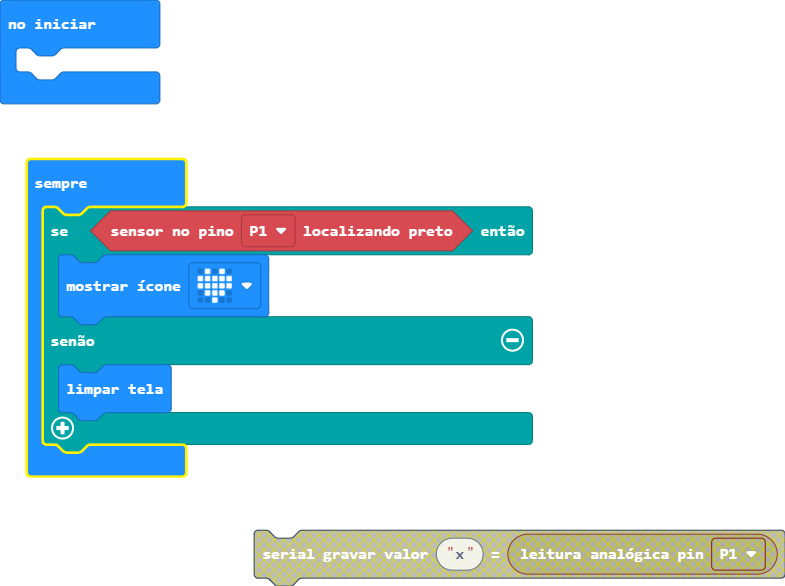 no iniciar
sempre
se sensor no pino P1 localizando preto então
mostrar ícone
senão
limpar tela
serial gravar valor "x" = leitura analógica pin P1